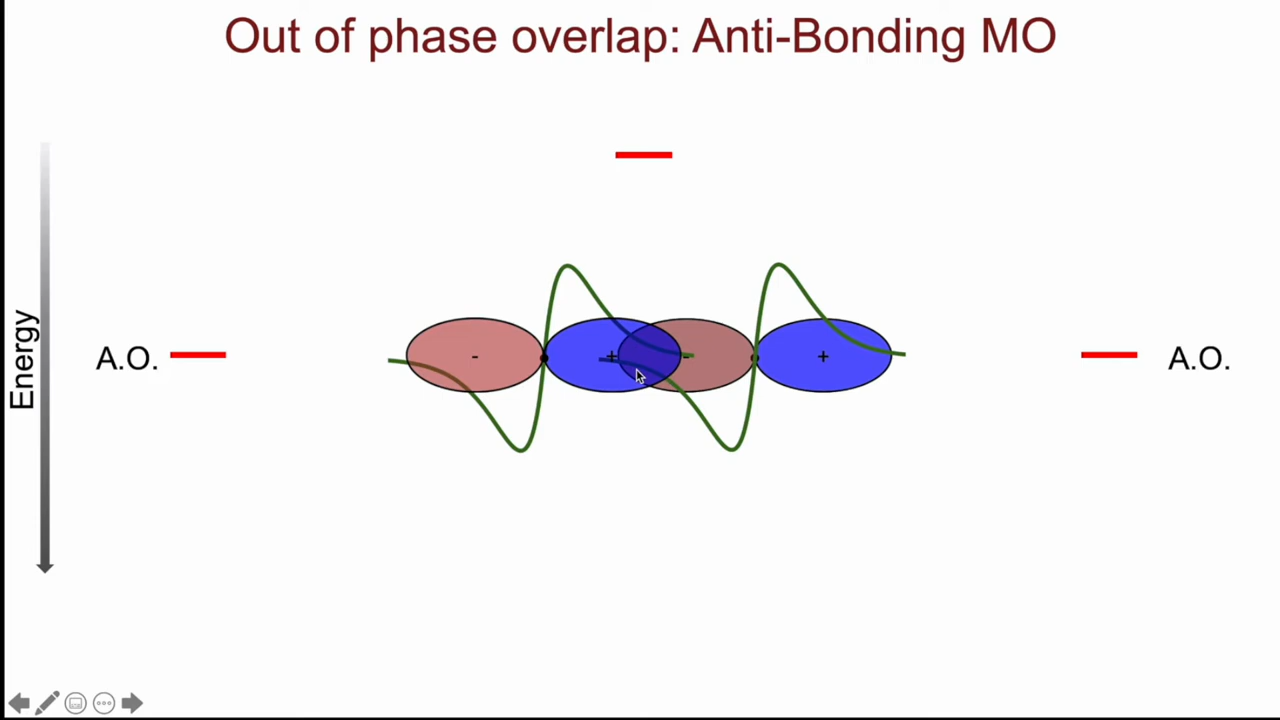 Out of phase overlap: Anti-Bonding MO
Energy
A.O.
- + - +
A.O.